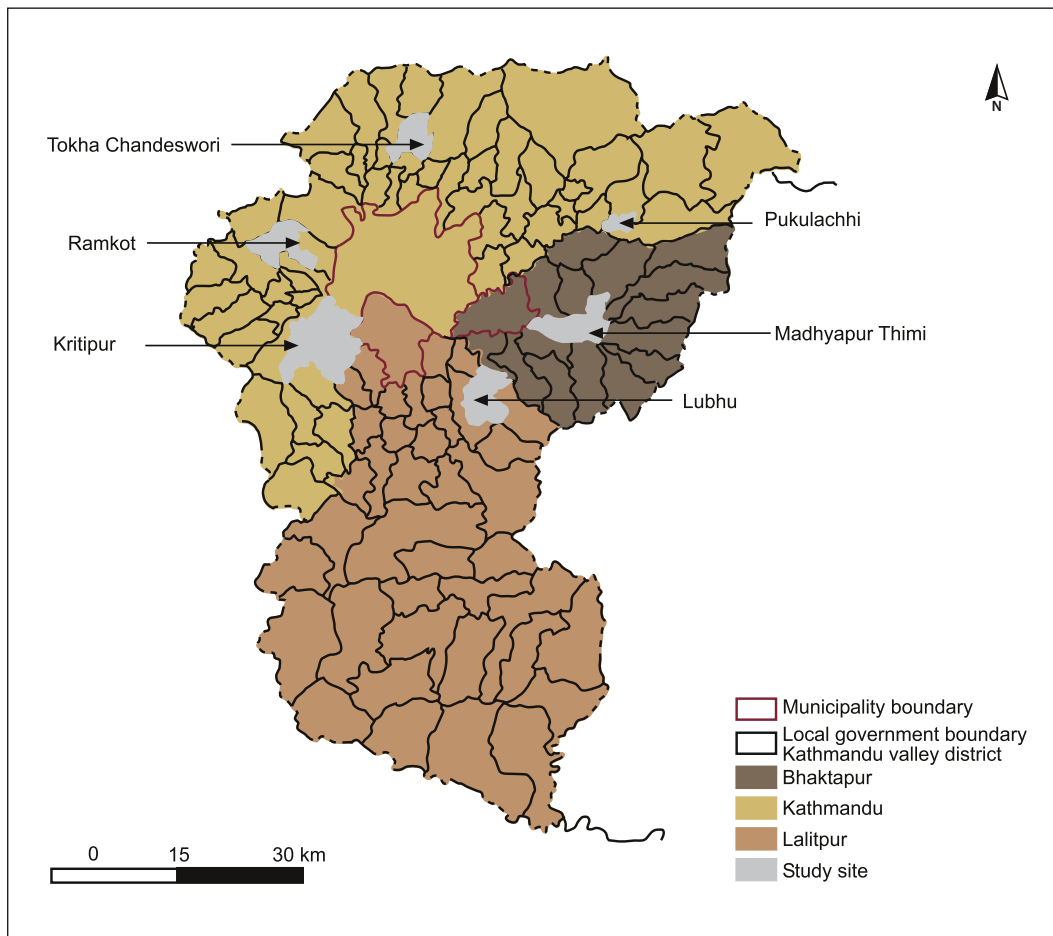 N
Tokha Chandeswori
Pukulachhi
Ramkot
Madhyapur Thimi
Kritipur
Lubhu
Municipality boundary
Local government boundary
Kathmandu valley district
Bhaktapur
Kathmandu
Lalitpur
Study site
0 15 30 km